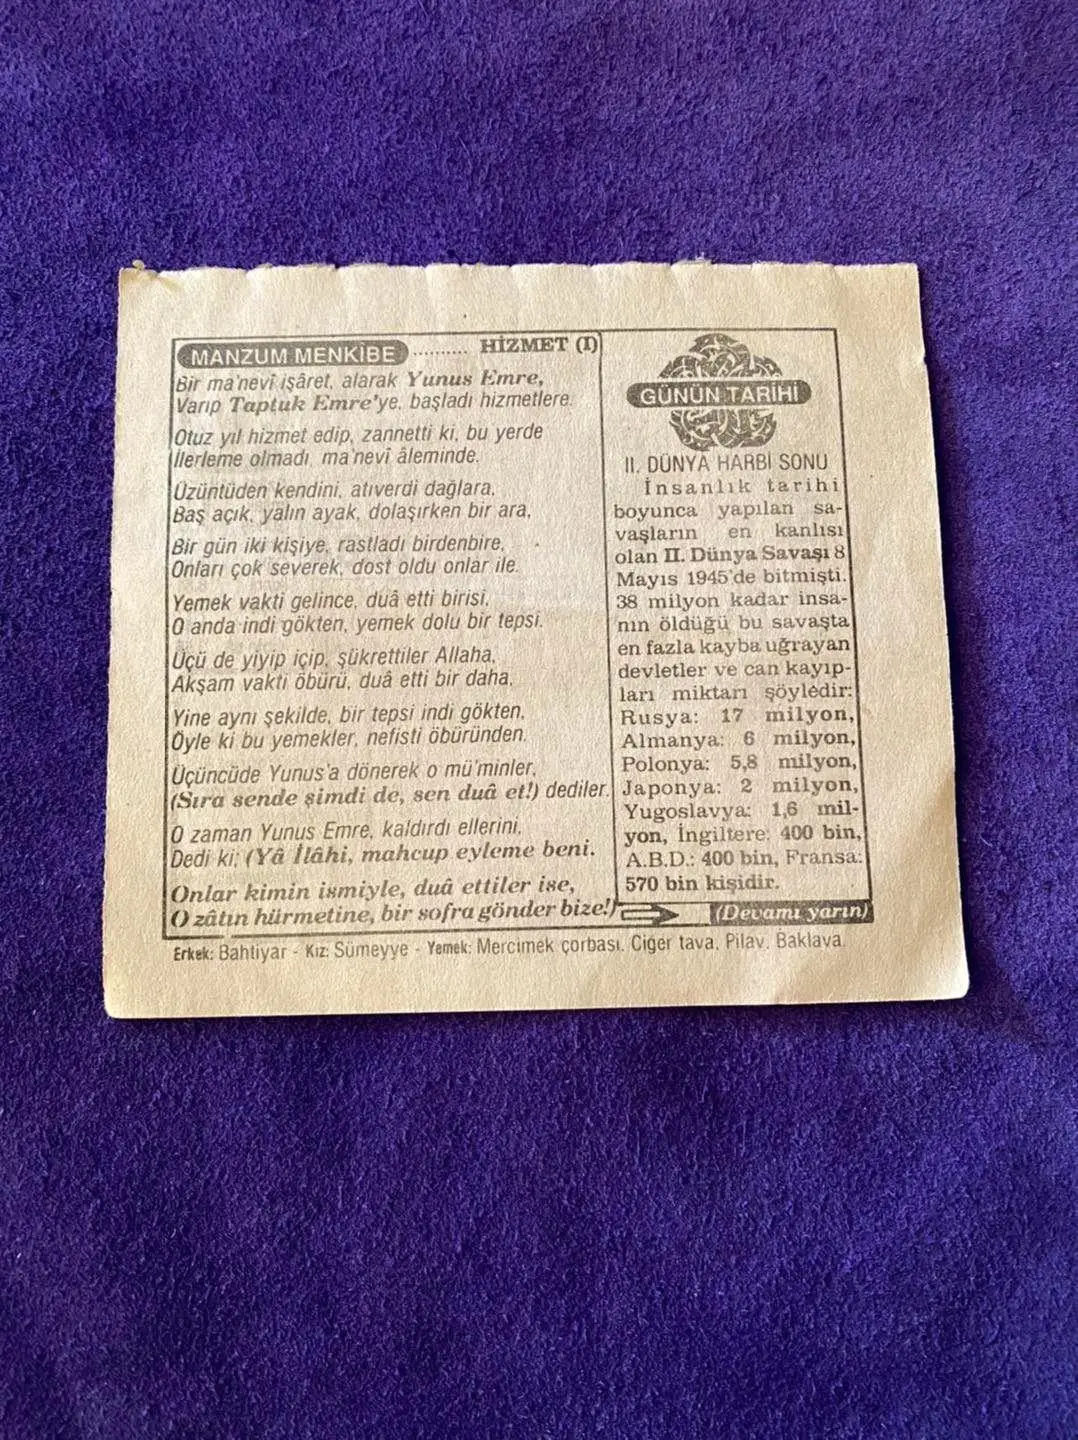 MANZUM MENKİBE .......... HİZMET (I)
Bir ma'nevî işâret, alarak Yunus Emre,
Varıp Taptuk Emre'ye, başladı hizmetlere.
Otuz yıl hizmet edip, zannetti ki, bu yerde
İlerleme olmadı, ma'nevî âleminde.
Üzüntüden kendini, atıverdi dağlara,
Baş açık, yalın ayak, dolaşırken bir ara,
Bir gün iki kişiye, rastladı birdenbire,
Onları çok severek, dost oldu onlar ile.
Yemek vakti gelince, duâ etti birisi,
O anda indi gökten, yemek dolu bir tepsi.
Üçü de yiyip içip, şükrettiler Allaha,
Akşam vakti öbürü, duâ etti bir daha,
Yine aynı şekilde, bir tepsi indi gökten,
Öyle ki bu yemekler, nefisti öbüründen.
Üçüncüde Yunus'a dönerek o mü'minler,
(Sıra sende şimdi de, sen duâ et!) dediler.
O zaman Yunus Emre, kaldırdı ellerini,
Dedi ki: (Yâ İlâhi, mahcup eyleme beni.
Onlar kimin ismiyle, duâ ettiler ise,
O zâtın hürmetine, bir sofra gönder bize!)
GÜNÜN TARİHİ
II. DÜNYA HARBİ SONU
İnsanlık tarihi
boyunca yapılan sa-
vaşların en kanlısı
olan II. Dünya Savaşı 8
Mayıs 1945'de bitmişti.
38 milyon kadar insa-
nın öldüğü bu savaşta
en fazla kayba uğrayan
devletler ve can kayıp-
ları miktarı şöyledir:
Rusya: 17 milyon,
Almanya: 6 milyon,
Polonya: 5,8 milyon,
Japonya: 2 milyon,
Yugoslavya: 1,6 mil-
yon, İngiltere: 400 bin,
A.B.D.: 400 bin, Fransa:
570 bin kişidir.
(Devamı yarın)
Erkek: Bahtiyar - Kız: Sümeyye - Yemek: Mercimek çorbası, Ciğer tava, Pilav, Baklava.